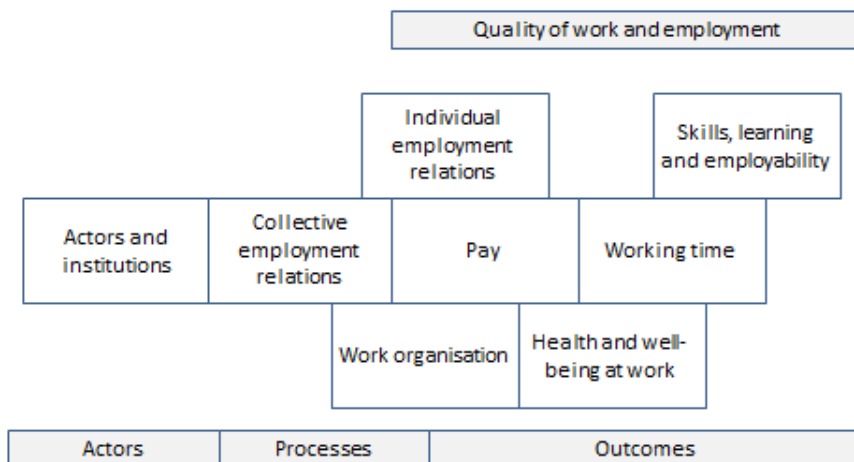 Quality of work and employment
Individual
employment
relations
Skills, learning
and employability
Actors and
institutions
Collective
employment
relations
Pay
Working time
Work organisation
Health and well-
being at work
Actors
Processes
Outcomes